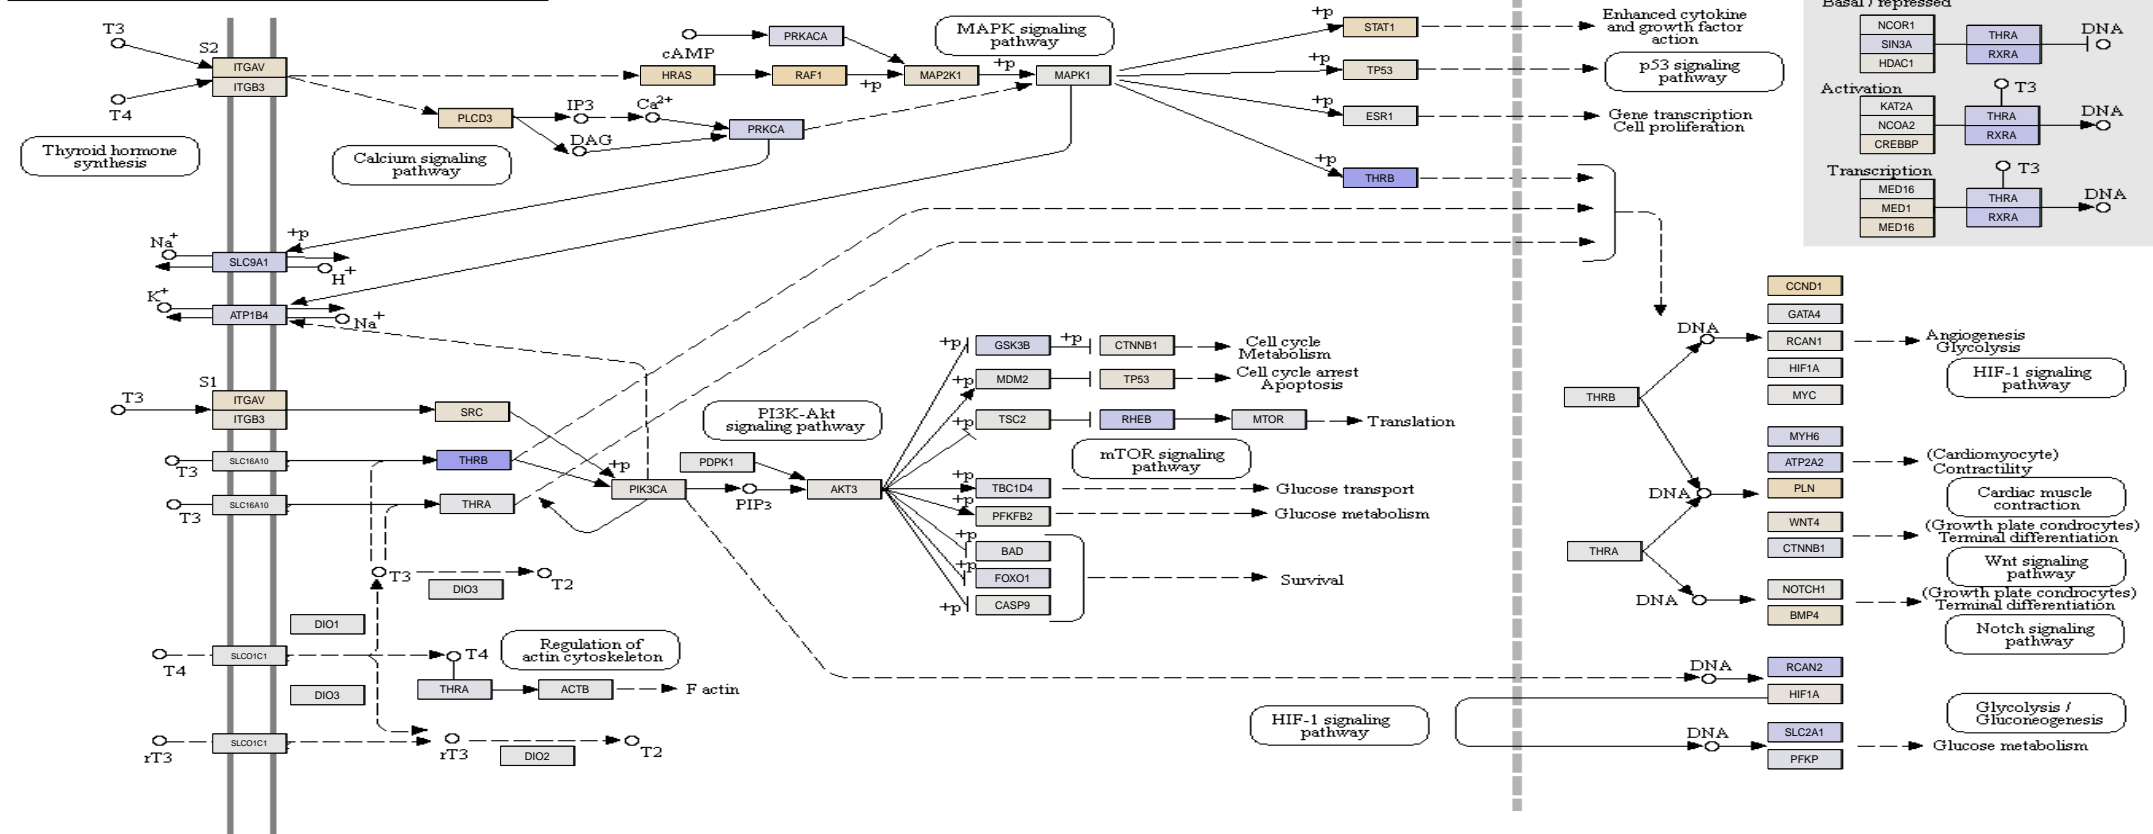 T3
S2
ITGAV
ITGB3
T4
Thyroid hormone
synthesis
cAMP
PRKACA
HRAS
RAF1
+p
MAP2K1
+p
MAPK1
MAPK signaling
pathway
PLCD3
IP3
Ca2+
DAG
PRKCA
Calcium signaling
pathway
+p
STAT1
Enhanced cytokine
and growth factor
action
+p
TP53
p53 signaling
pathway
+p
ESR1
Gene transcription
Cell proliferation
+p
THRB
Basal / repressed
NCOR1
SIN3A
HDAC1
THRA
RXRA
DNA
Activation
KAT2A
NCOA2
CREBBP
T3
THRA
RXRA
DNA
Transcription
MED16
MED1
MED16
T3
THRA
RXRA
DNA
Na+
+p
SLC9A1
H+
K+
ATP1B4
Na+
S1
T3
ITGAV
ITGB3
SRC
T3
SLC16A10
THRB
T3
SLC16A10
THRA
+p
PIK3CA
PI3K-Akt
signaling pathway
PDPK1
PIP3
AKT3
+p
GSK3B
+p
CTNNB1
Cell cycle
Metabolism
+p
MDM2
TP53
Cell cycle arrest
Apoptosis
+p
TSC2
RHEB
MTOR
Translation
mTOR signaling
pathway
+p
TBC1D4
Glucose transport
+p
PFKFB2
Glucose metabolism
+p
BAD
+p
FOXO1
Survival
+p
CASP9
T3
DIO3
T2
DIO1
T4
SLCO1C1
T4
Regulation of
actin cytoskeleton
DIO3
THRA
ACTB
F actin
rT3
SLCO1C1
rT3
DIO2
T2
THRB
THRA
DNA
DNA
DNA
CCND1
GATA4
RCAN1
HIF1A
MYC
Angiogenesis
Glycolysis
HIF-1 signaling
pathway
MYH6
ATP2A2
PLN
(Cardiomyocyte)
Contractility
Cardiac muscle
contraction
WNT4
CTNNB1
(Growth plate condrocytes)
Terminal differentiation
Wnt signaling
pathway
NOTCH1
BMP4
(Growth plate condrocytes)
Terminal differentiation
Notch signaling
pathway
DNA
RCAN2
HIF1A
HIF-1 signaling
pathway
Glycolysis /
Gluconeogenesis
DNA
SLC2A1
PFKP
Glucose metabolism